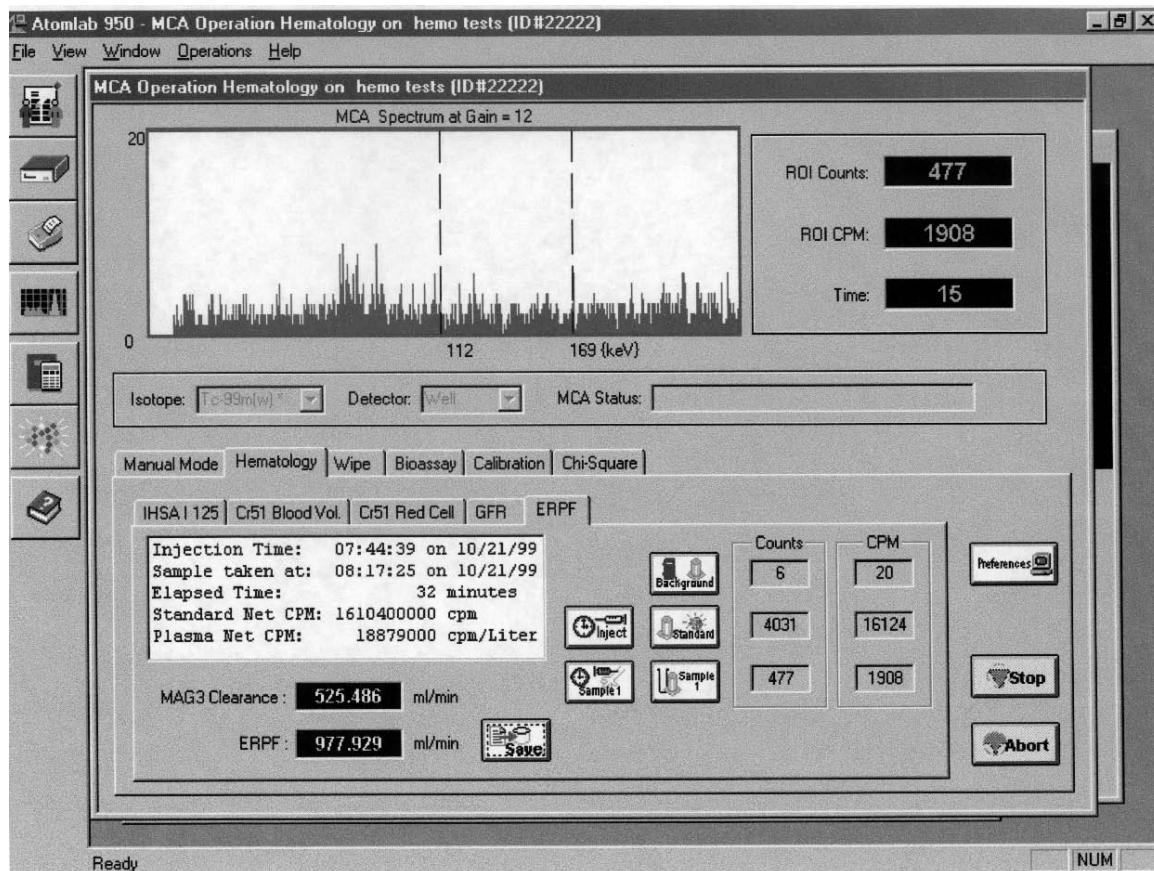 Atomlab 950 - MCA Operation Hematology on hemo tests (ID#22222)
File View Window Operations Help
MCA Operation Hematology on hemo tests (ID#22222)
MCA Spectrum at Gain = 12
20
0
112
169 {keV}
ROI Counts: 477
ROI CPM: 1908
Time: 15
Isotope: Tc-99m(w) * Detector: Well MCA Status:
Manual Mode Hematology Wipe Bioassay Calibration Chi-Square
IHSA I 125 Cr51 Blood Vol. Cr51 Red Cell GFR ERPF
Injection Time: 07:44:39 on 10/21/99
Sample taken at: 08:17:25 on 10/21/99
Elapsed Time: 32 minutes
Standard Net CPM: 1610400000 cpm
Plasma Net CPM: 18879000 cpm/Liter
MAG3 Clearance : 525.486 ml/min
ERPF : 977.929 ml/min
Save
Inject
Sample 1
Background
Standard
Sample 1
Counts CPM
6 20
4031 16124
477 1908
Preferences
Stop
Abort
Ready NUM